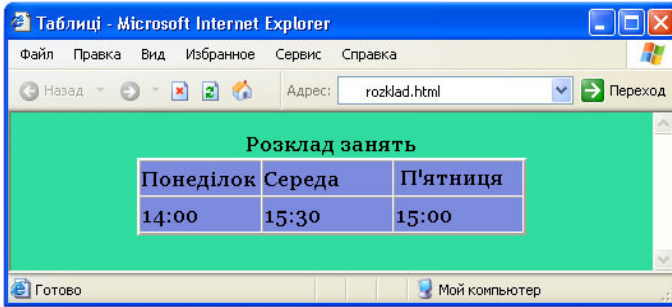 Таблиці - Microsoft Internet Explorer
Файл Правка Вид Избранное Сервис Справка
Назад Адрес: rozklad.html Переход
Розклад занять
Понеділок Середа П'ятниця
14:00 15:30 15:00
Готово Мой компьютер